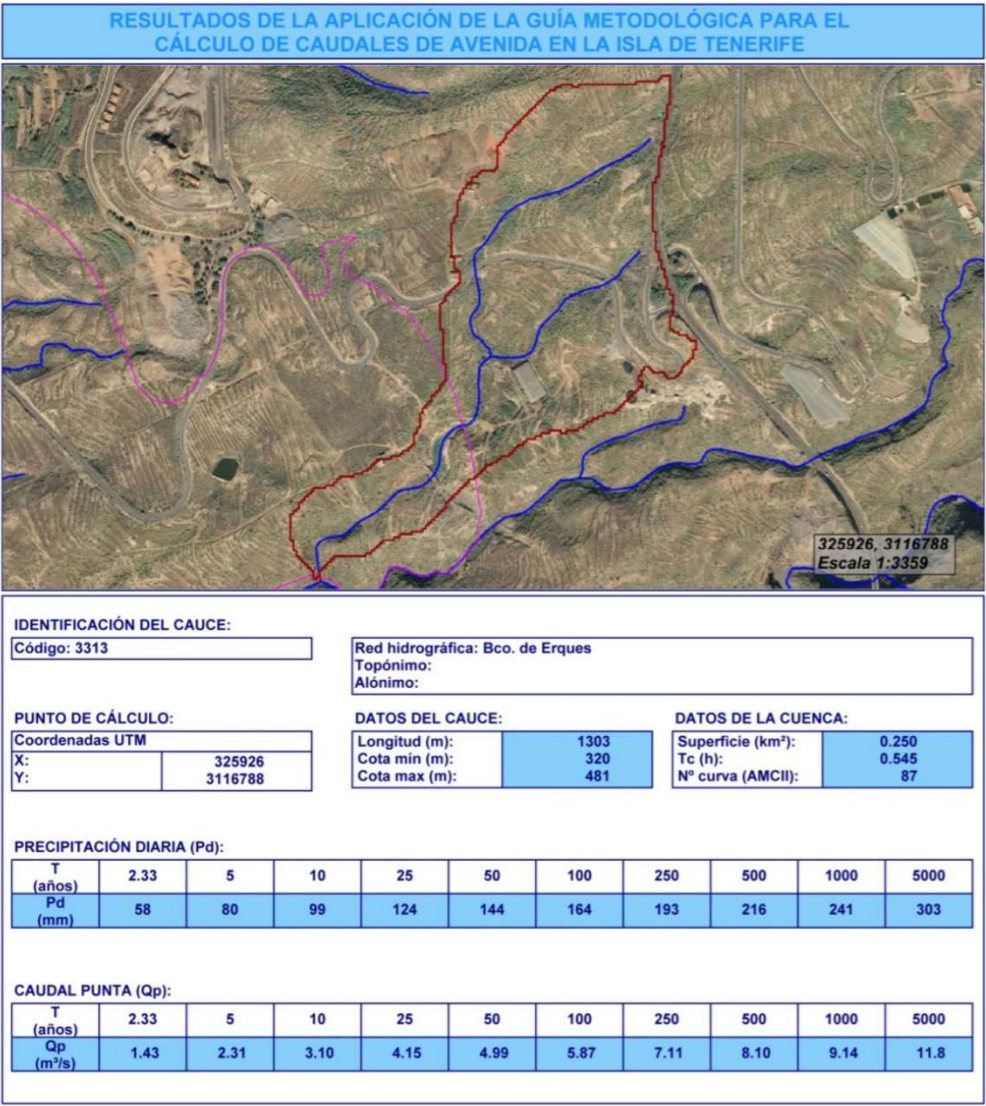 RESULTADOS DE LA APLICACIÓN DE LA GUÍA METODOLÓGICA PARA EL
CÁLCULO DE CAUDALES DE AVENIDA EN LA ISLA DE TENERIFE
325926, 3116788
Escala 1:3359
IDENTIFICACIÓN DEL CAUCE:
Código: 3313
Red hidrográfica: Bco. de Erques
Topónimo:
Alónimo:
PUNTO DE CÁLCULO:
Coordenadas UTM
X: 325926
Y: 3116788
DATOS DEL CAUCE:
Longitud (m): 1303
Cota min (m): 320
Cota max (m): 481
DATOS DE LA CUENCA:
Superficie (km²): 0.250
Tc (h): 0.545
Nº curva (AMCII): 87
PRECIPITACIÓN DIARIA (Pd):
T (años) 2.33 5 10 25 50 100 250 500 1000 5000
Pd (mm) 58 80 99 124 144 164 193 216 241 303
CAUDAL PUNTA (Qp):
T (años) 2.33 5 10 25 50 100 250 500 1000 5000
Qp (m³/s) 1.43 2.31 3.10 4.15 4.99 5.87 7.11 8.10 9.14 11.8